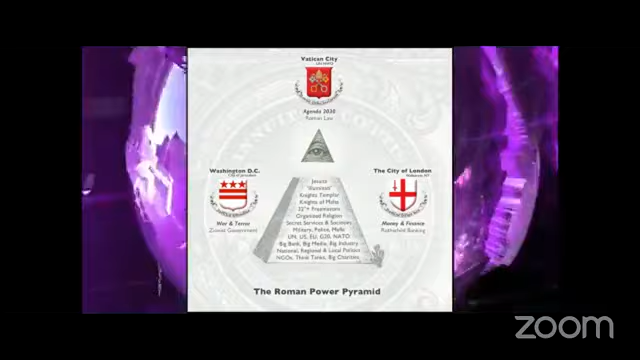 Vatican City
Agenda 2030
Roman Law
Washington D.C.
War & Terror
Zionist Government
The City of London
Money & Finance
Rothschild Banking
Jesuits
"Illuminati"
Knights Templar
Knights of Malta
33°+ Freemasons
Organized Religion
Secret Services & Societies
Military, Police, Mafia
UN, US, EU, G20, NATO
Big Bank, Big Media, Big Industry
National, Regional & Local Politics
NGOs, Think Tanks, Big Charities
The Roman Power Pyramid
zoom